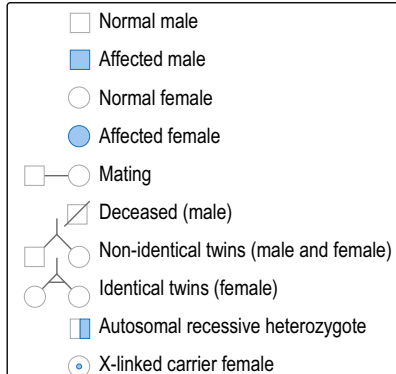 Normal male
Affected male
Normal female
Affected female
Mating
Deceased (male)
Non-identical twins (male and female)
Identical twins (female)
Autosomal recessive heterozygote
X-linked carrier female